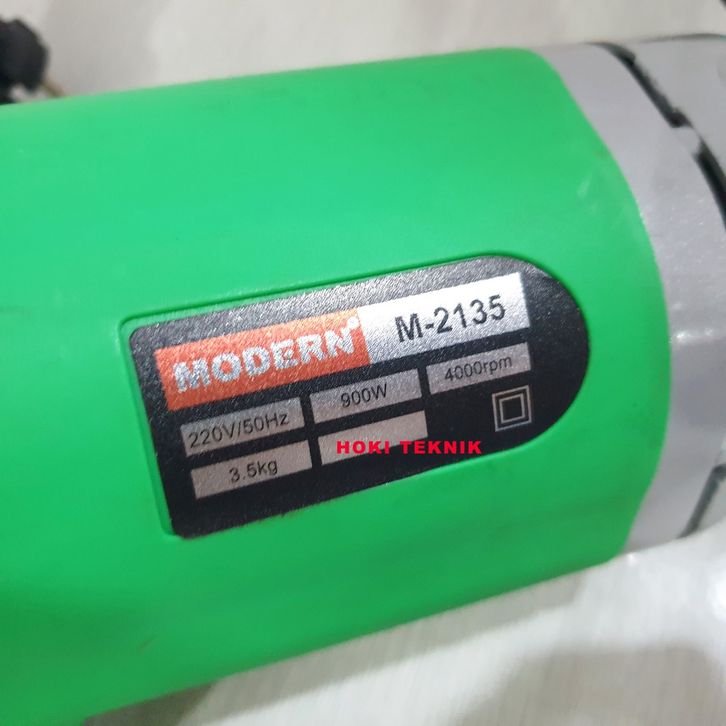 MODERN® M-2135
220V/50Hz 900W 4000rpm
3.5kg
HOKI TEKNIK